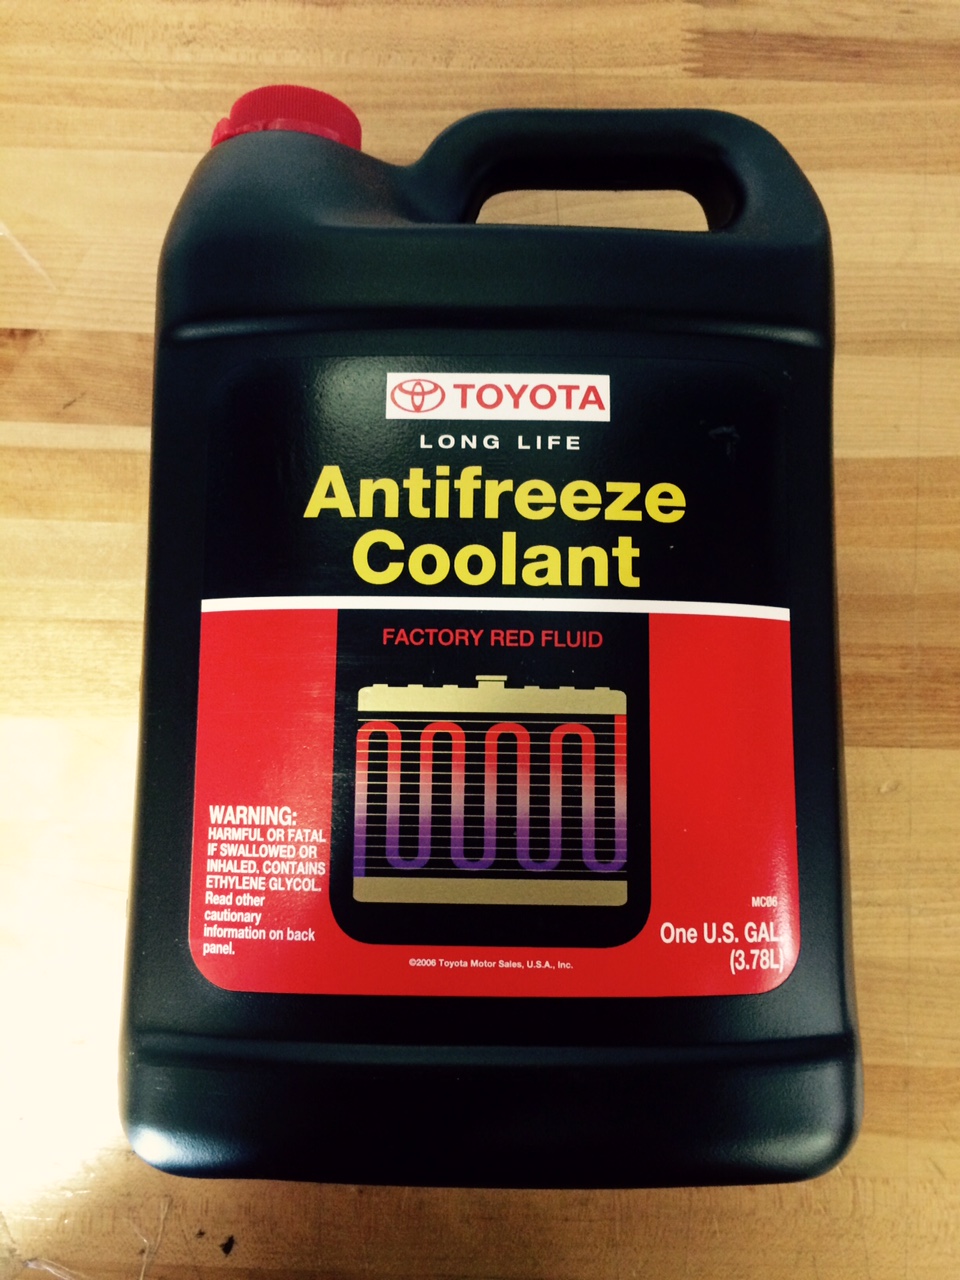 TOYOTA
LONG LIFE
Antifreeze
Coolant
FACTORY RED FLUID
WARNING:
HARMFUL OR FATAL
IF SWALLOWED OR
INHALED. CONTAINS
ETHYLENE GLYCOL.
Read other
cautionary
information on back
panel.
MC06
One U.S. GAL.
(3.78L)
©2006 Toyota Motor Sales, U.S.A., Inc.